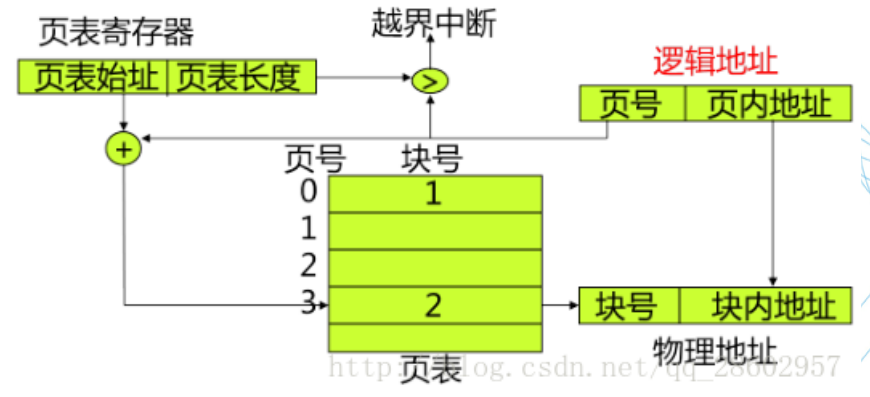 页表寄存器
越界中断
页表始址 页表长度
>
逻辑地址
页号 页内地址
+
页号 块号
0 1
1
2
3 2
块号 块内地址
页表
物理地址
http://blog.csdn.net/qq_28602957